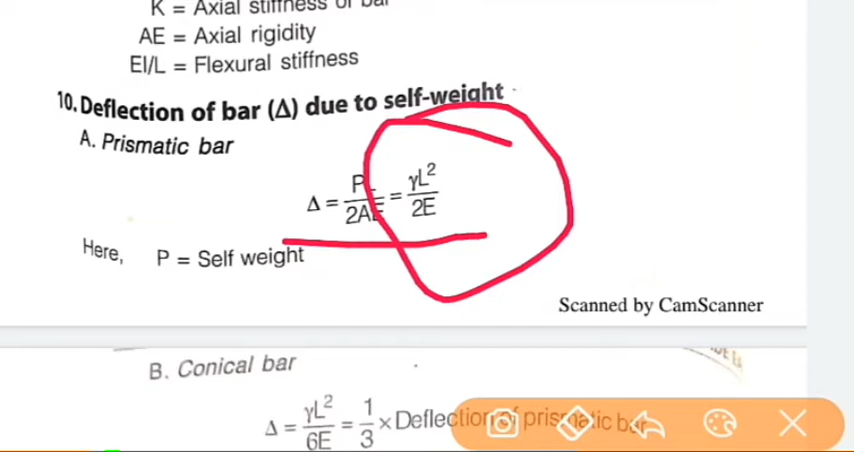 K = Axial stiffness of bar
AE = Axial rigidity
EI/L = Flexural stiffness
10. Deflection of bar (Δ) due to self-weight
A. Prismatic bar
Δ = PL/2AE = γL²/2E
Here, P = Self weight
Scanned by CamScanner
B. Conical bar
Δ = γL²/6E = 1/3 × Deflection of prismatic bar